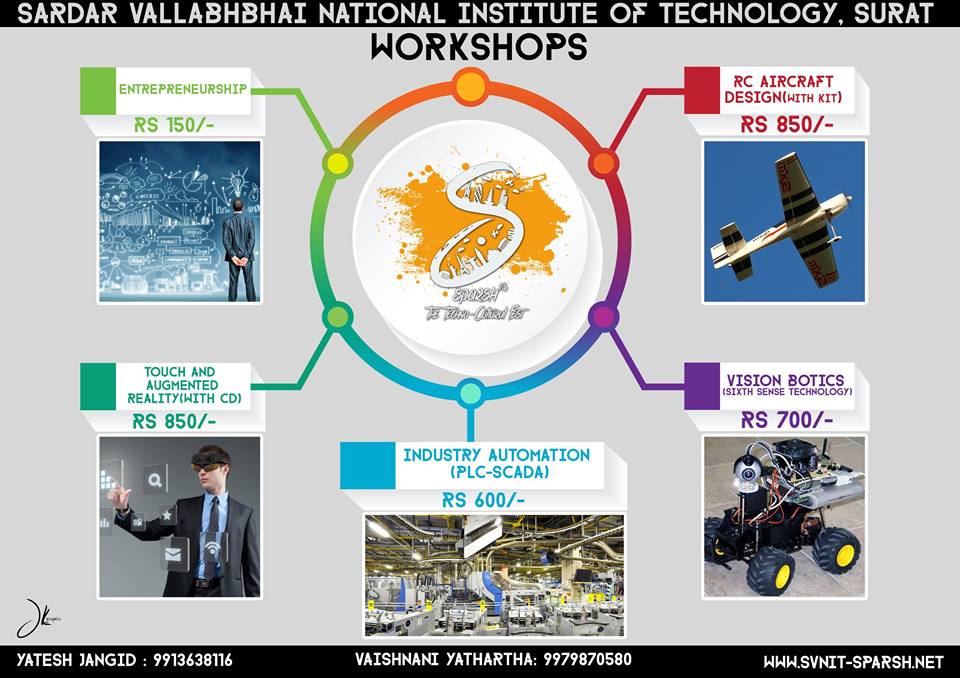 SARDAR VALLABHBHAI NATIONAL INSTITUTE OF TECHNOLOGY, SURAT
WORKSHOPS
ENTREPRENEURSHIP
RS 150/-
RC AIRCRAFT
DESIGN(WITH KIT)
RS 850/-
SPARSH'16
THE TECHNO-CULTURAL FEST
TOUCH AND
AUGMENTED
REALITY(WITH CD)
RS 850/-
INDUSTRY AUTOMATION
(PLC-SCADA)
RS 600/-
VISION BOTICS
(SIXTH SENSE TECHNOLOGY)
RS 700/-
YATESH JANGID : 9913638116
VAISHNANI YATHARTHA: 9979870580
WWW.SVNIT-SPARSH.NET